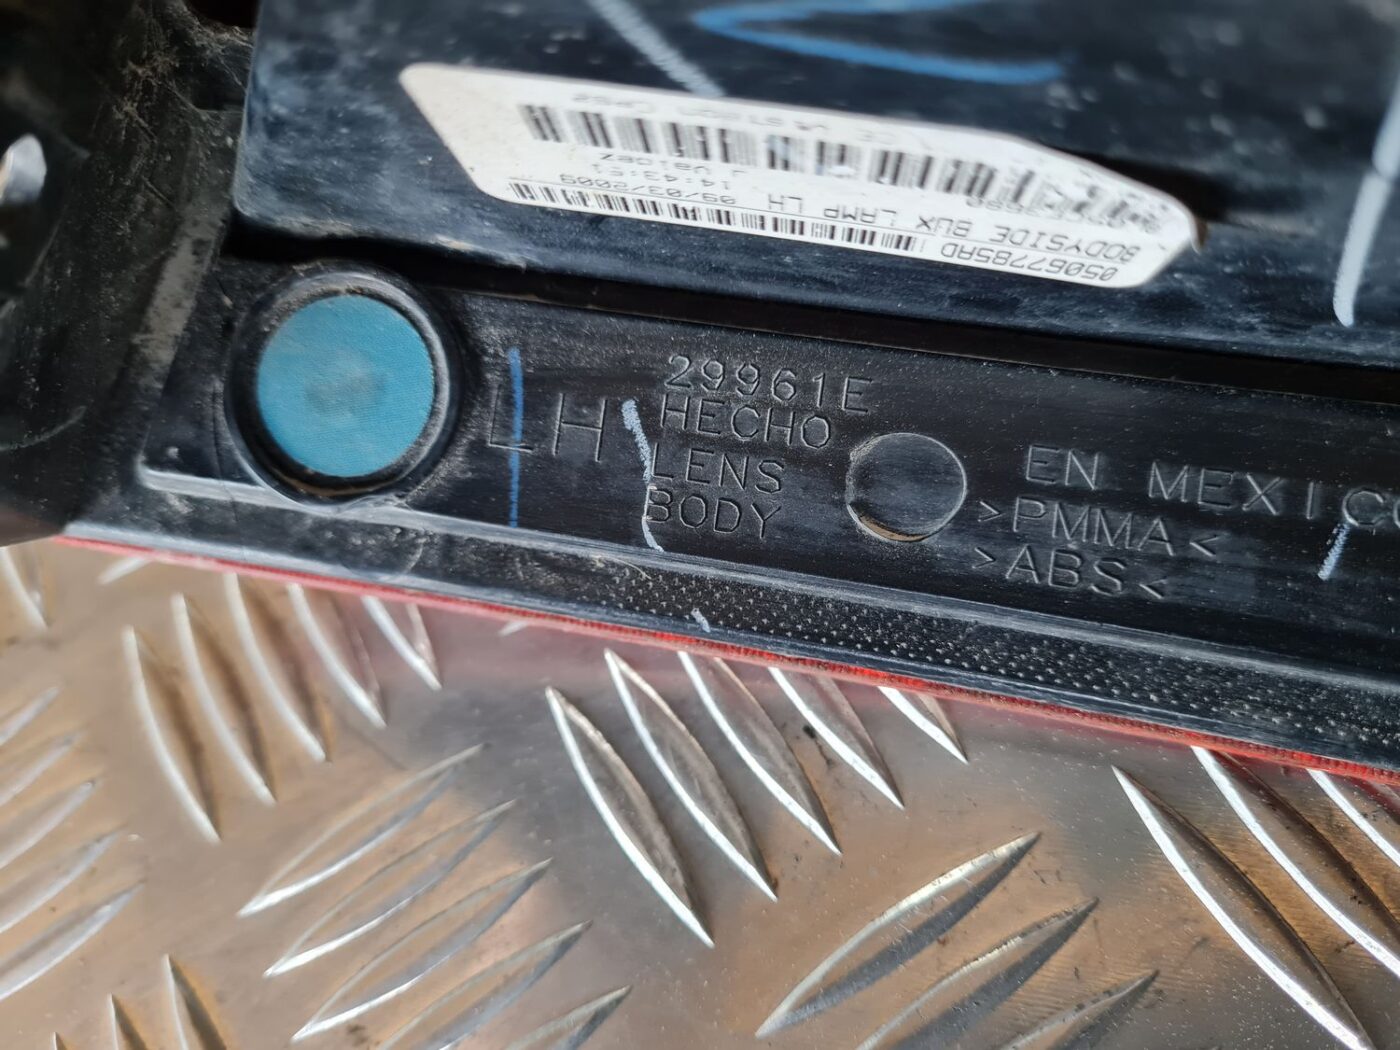 05067785AD
BODYSIDE BUX LAMP LH 09/03/2009
14:43:51
J Valdez
LH
29961E
HECHO EN MEXICO
LENS >PMMA<
BODY >ABS<